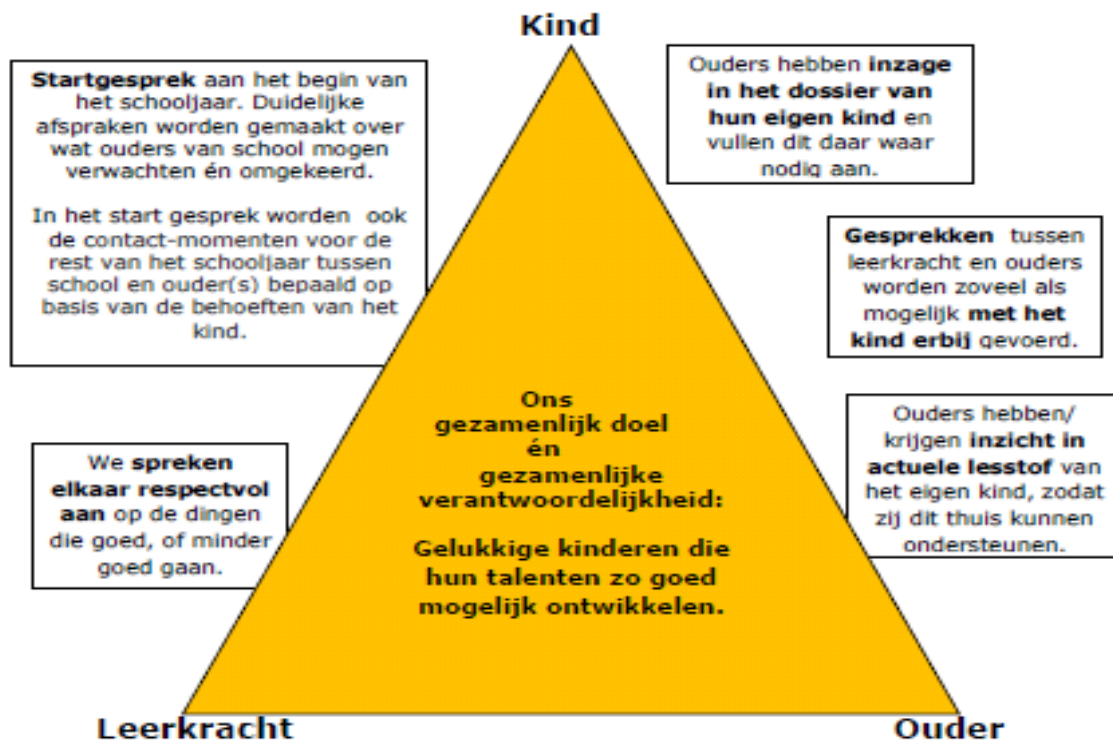 Kind
Startgesprek aan het begin van
het schooljaar. Duidelijke
afspraken worden gemaakt over
wat ouders van school mogen
verwachten én omgekeerd.
In het start gesprek worden ook
de contact-momenten voor de
rest van het schooljaar tussen
school en ouder(s) bepaald op
basis van de behoeften van het
kind.
We spreken
elkaar respectvol
aan op de dingen
die goed, of minder
goed gaan.
Ouders hebben inzage
in het dossier van
hun eigen kind en
vullen dit daar waar
nodig aan.
Gesprekken tussen
leerkracht en ouders
worden zoveel als
mogelijk met het
kind erbij gevoerd.
Ouders hebben/
krijgen inzicht in
actuele lesstof van
het eigen kind, zodat
zij dit thuis kunnen
ondersteunen.
Ons
gezamenlijk doel
én
gezamenlijke
verantwoordelijkheid:
Gelukkige kinderen die
hun talenten zo goed
mogelijk ontwikkelen.
Leerkracht
Ouder